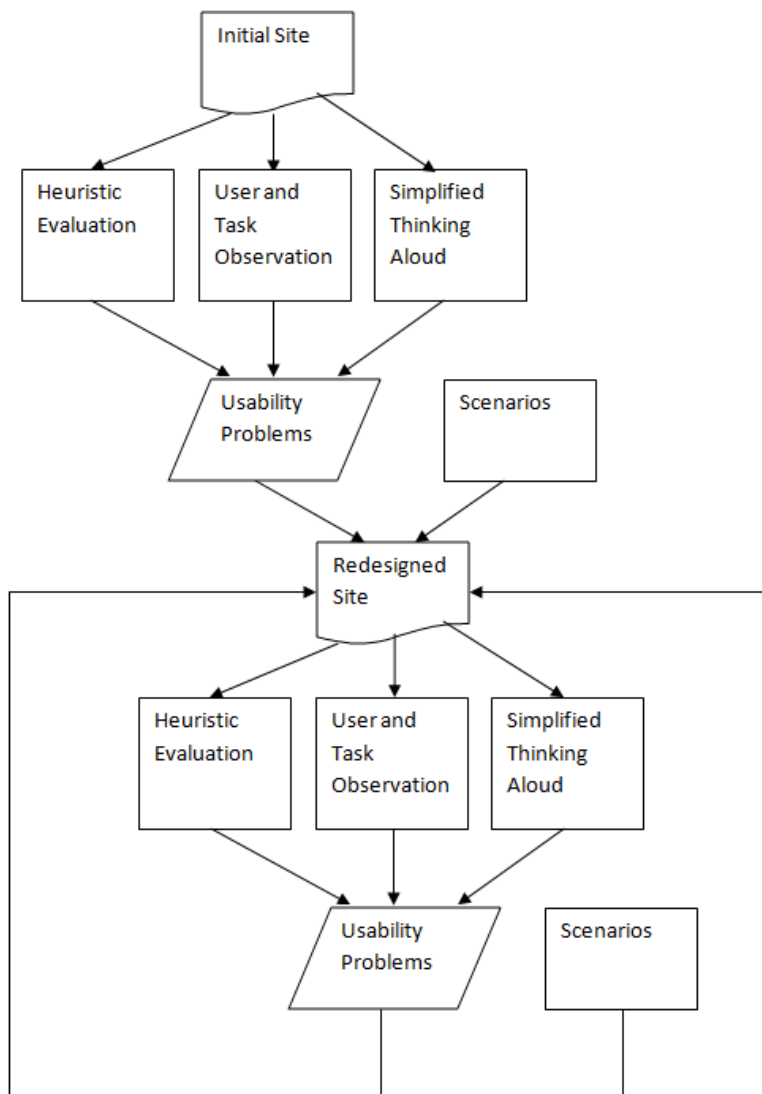 Initial Site
Heuristic
Evaluation
User and
Task
Observation
Simplified
Thinking
Aloud
Usability
Problems
Scenarios
Redesigned
Site
Heuristic
Evaluation
User and
Task
Observation
Simplified
Thinking
Aloud
Usability
Problems
Scenarios